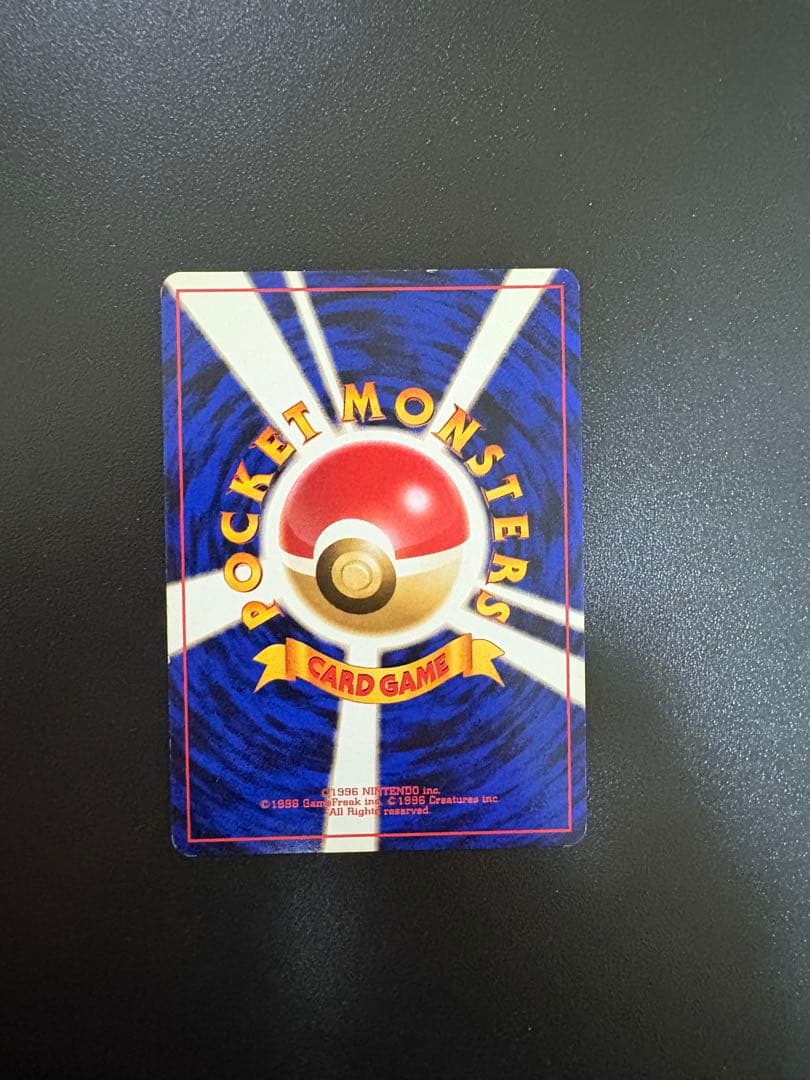 POCKET MONSTERS
CARD GAME
©1996 NINTENDO inc.
©1996 GameFreak inc. ©1996 Creatures inc.
All Rights reserved.